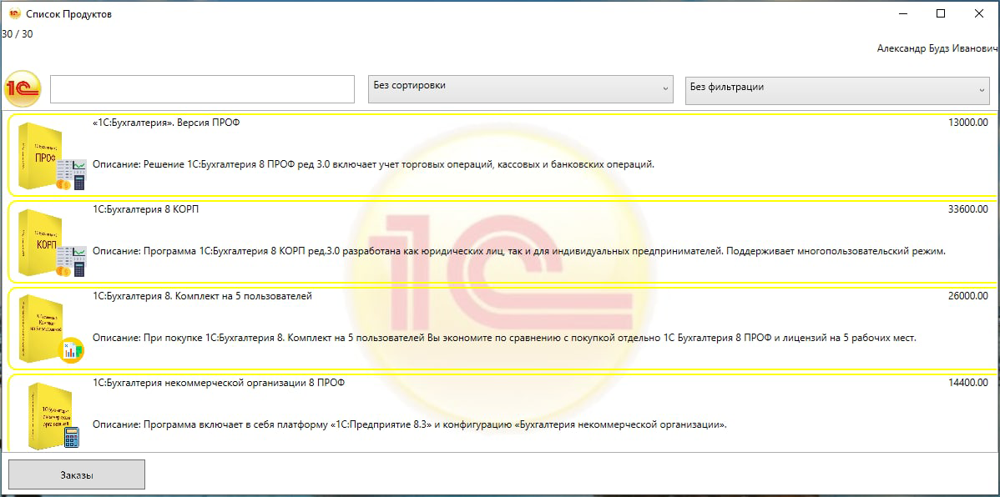 Список Продуктов
30 / 30
Александр Будз Иванович
1С
Без сортировки
Без фильтрации
«1С:Бухгалтерия». Версия ПРОФ
13000.00
ПРОФ
Описание: Решение 1С:Бухгалтерия 8 ПРОФ ред 3.0 включает учет торговых операций, кассовых и банковских операций.
1С:Бухгалтерия 8 КОРП
33600.00
КОРП
Описание: Программа 1С:Бухгалтерия 8 КОРП ред.3.0 разработана как юридических лиц, так и для индивидуальных предпринимателей. Поддерживает многопользовательский режим.
1С
1С:Бухгалтерия 8. Комплект на 5 пользователей
26000.00
Описание: При покупке 1С:Бухгалтерия 8. Комплект на 5 пользователей Вы экономите по сравнению с покупкой отдельно 1С Бухгалтерия 8 ПРОФ и лицензий на 5 рабочих мест.
1С:Бухгалтерия некоммерческой организации 8 ПРОФ
14400.00
Описание: Программа включает в себя платформу «1С:Предприятие 8.3» и конфигурацию «Бухгалтерия некоммерческой организации».
Заказы